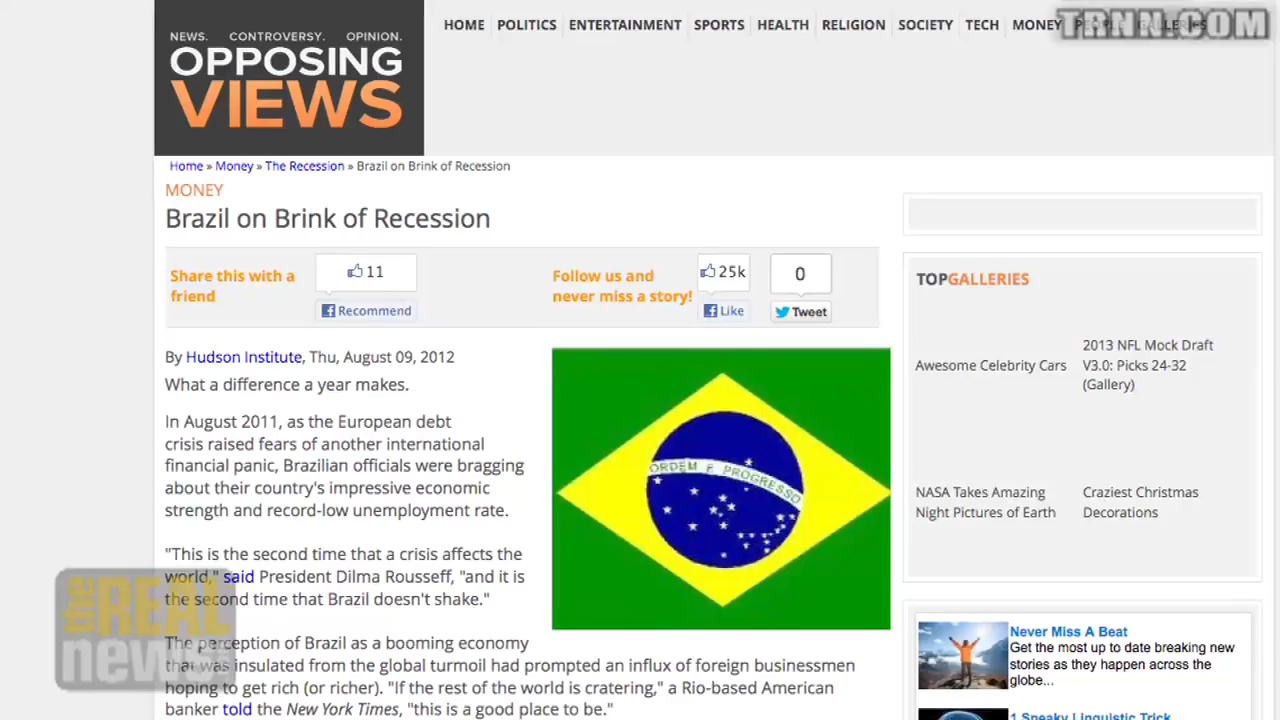 HOME POLITICS ENTERTAINMENT SPORTS HEALTH RELIGION SOCIETY TECH MONEY PEOPLE GALLERIES
TRNN.COM
NEWS. CONTROVERSY. OPINION.
OPPOSING
VIEWS
Home » Money » The Recession » Brazil on Brink of Recession
MONEY
Brazil on Brink of Recession
Share this with a
friend
11
Recommend
Follow us and
never miss a story!
25k
Like
0
Tweet
By Hudson Institute, Thu, August 09, 2012
What a difference a year makes.
In August 2011, as the European debt
crisis raised fears of another international
financial panic, Brazilian officials were bragging
about their country's impressive economic
strength and record-low unemployment rate.
"This is the second time that a crisis affects the
world," said President Dilma Rousseff, "and it is
the second time that Brazil doesn't shake."
The perception of Brazil as a booming economy
that was insulated from the global turmoil had prompted an influx of foreign businessmen
hoping to get rich (or richer). "If the rest of the world is cratering," a Rio-based American
banker told the New York Times, "this is a good place to be."
ORDEM E PROGRESSO
the REAL
news
TOPGALLERIES
Awesome Celebrity Cars
2013 NFL Mock Draft
V3.0: Picks 24-32
(Gallery)
NASA Takes Amazing
Night Pictures of Earth
Craziest Christmas
Decorations
Never Miss A Beat
Get the most up to date breaking new
stories as they happen across the
globe...
1 Sneaky Linguistic Trick